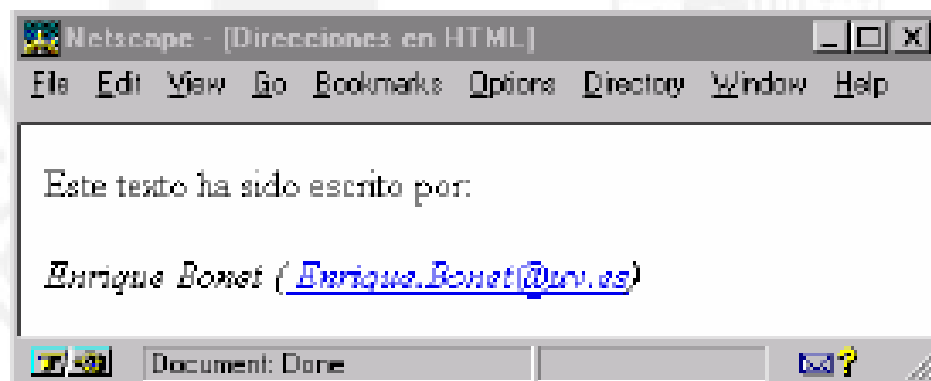 Netscape - [Direcciones en HTML]
File Edit View Go Bookmarks Options Directory Window Help
Este texto ha sido escrito por:
Enrique Bonet ( Enrique.Bonet@uv.es)
Document: Done